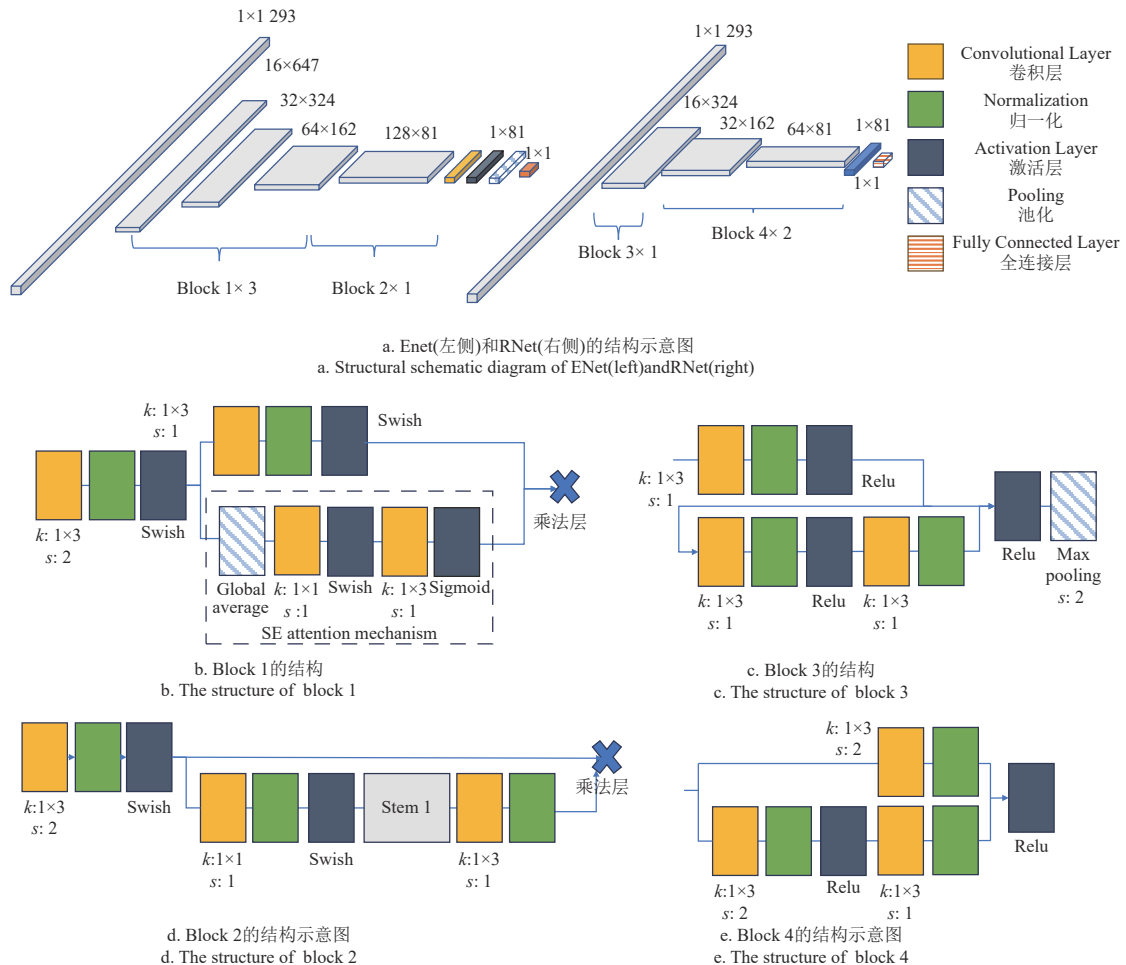 1×1 293
16×647
32×324
64×162
128×81
1×81
1×1
Block 1× 3
Block 2× 1
1×1 293
16×324
32×162
64×81
1×81
1×1
Block 3× 1
Block 4× 2
Convolutional Layer
卷积层
Normalization
归一化
Activation Layer
激活层
Pooling
池化
Fully Connected Layer
全连接层
a. Enet(左侧)和RNet(右侧)的结构示意图
a. Structural schematic diagram of ENet(left)andRNet(right)
k: 1×3
s: 2
Swish
k: 1×3
s: 1
Swish
乘法层
Global
average
k: 1×1
s :1
Swish
k: 1×3
s: 1
Sigmoid
SE attention mechanism
b. Block 1的结构
b. The structure of block 1
k: 1×3
s: 1
Relu
k: 1×3
s: 1
Relu
k: 1×3
s: 1
Relu
Max
pooling
s: 2
c. Block 3的结构
c. The structure of block 3
k:1×3
s: 2
Swish
k:1×1
s: 1
Swish
Stem 1
k:1×3
s: 1
乘法层
d. Block 2的结构示意图
d. The structure of block 2
k: 1×3
s: 2
k:1×3
s: 2
Relu
k:1×3
s: 1
Relu
e. Block 4的结构示意图
e. The structure of block 4